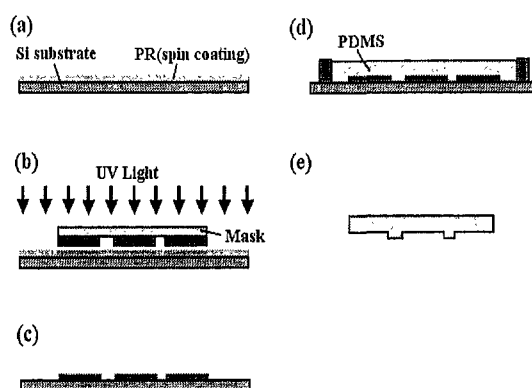 (a)
Si substrate
PR(spin coating)
(b)
UV Light
Mask
(c)
(d)
PDMS
(e)